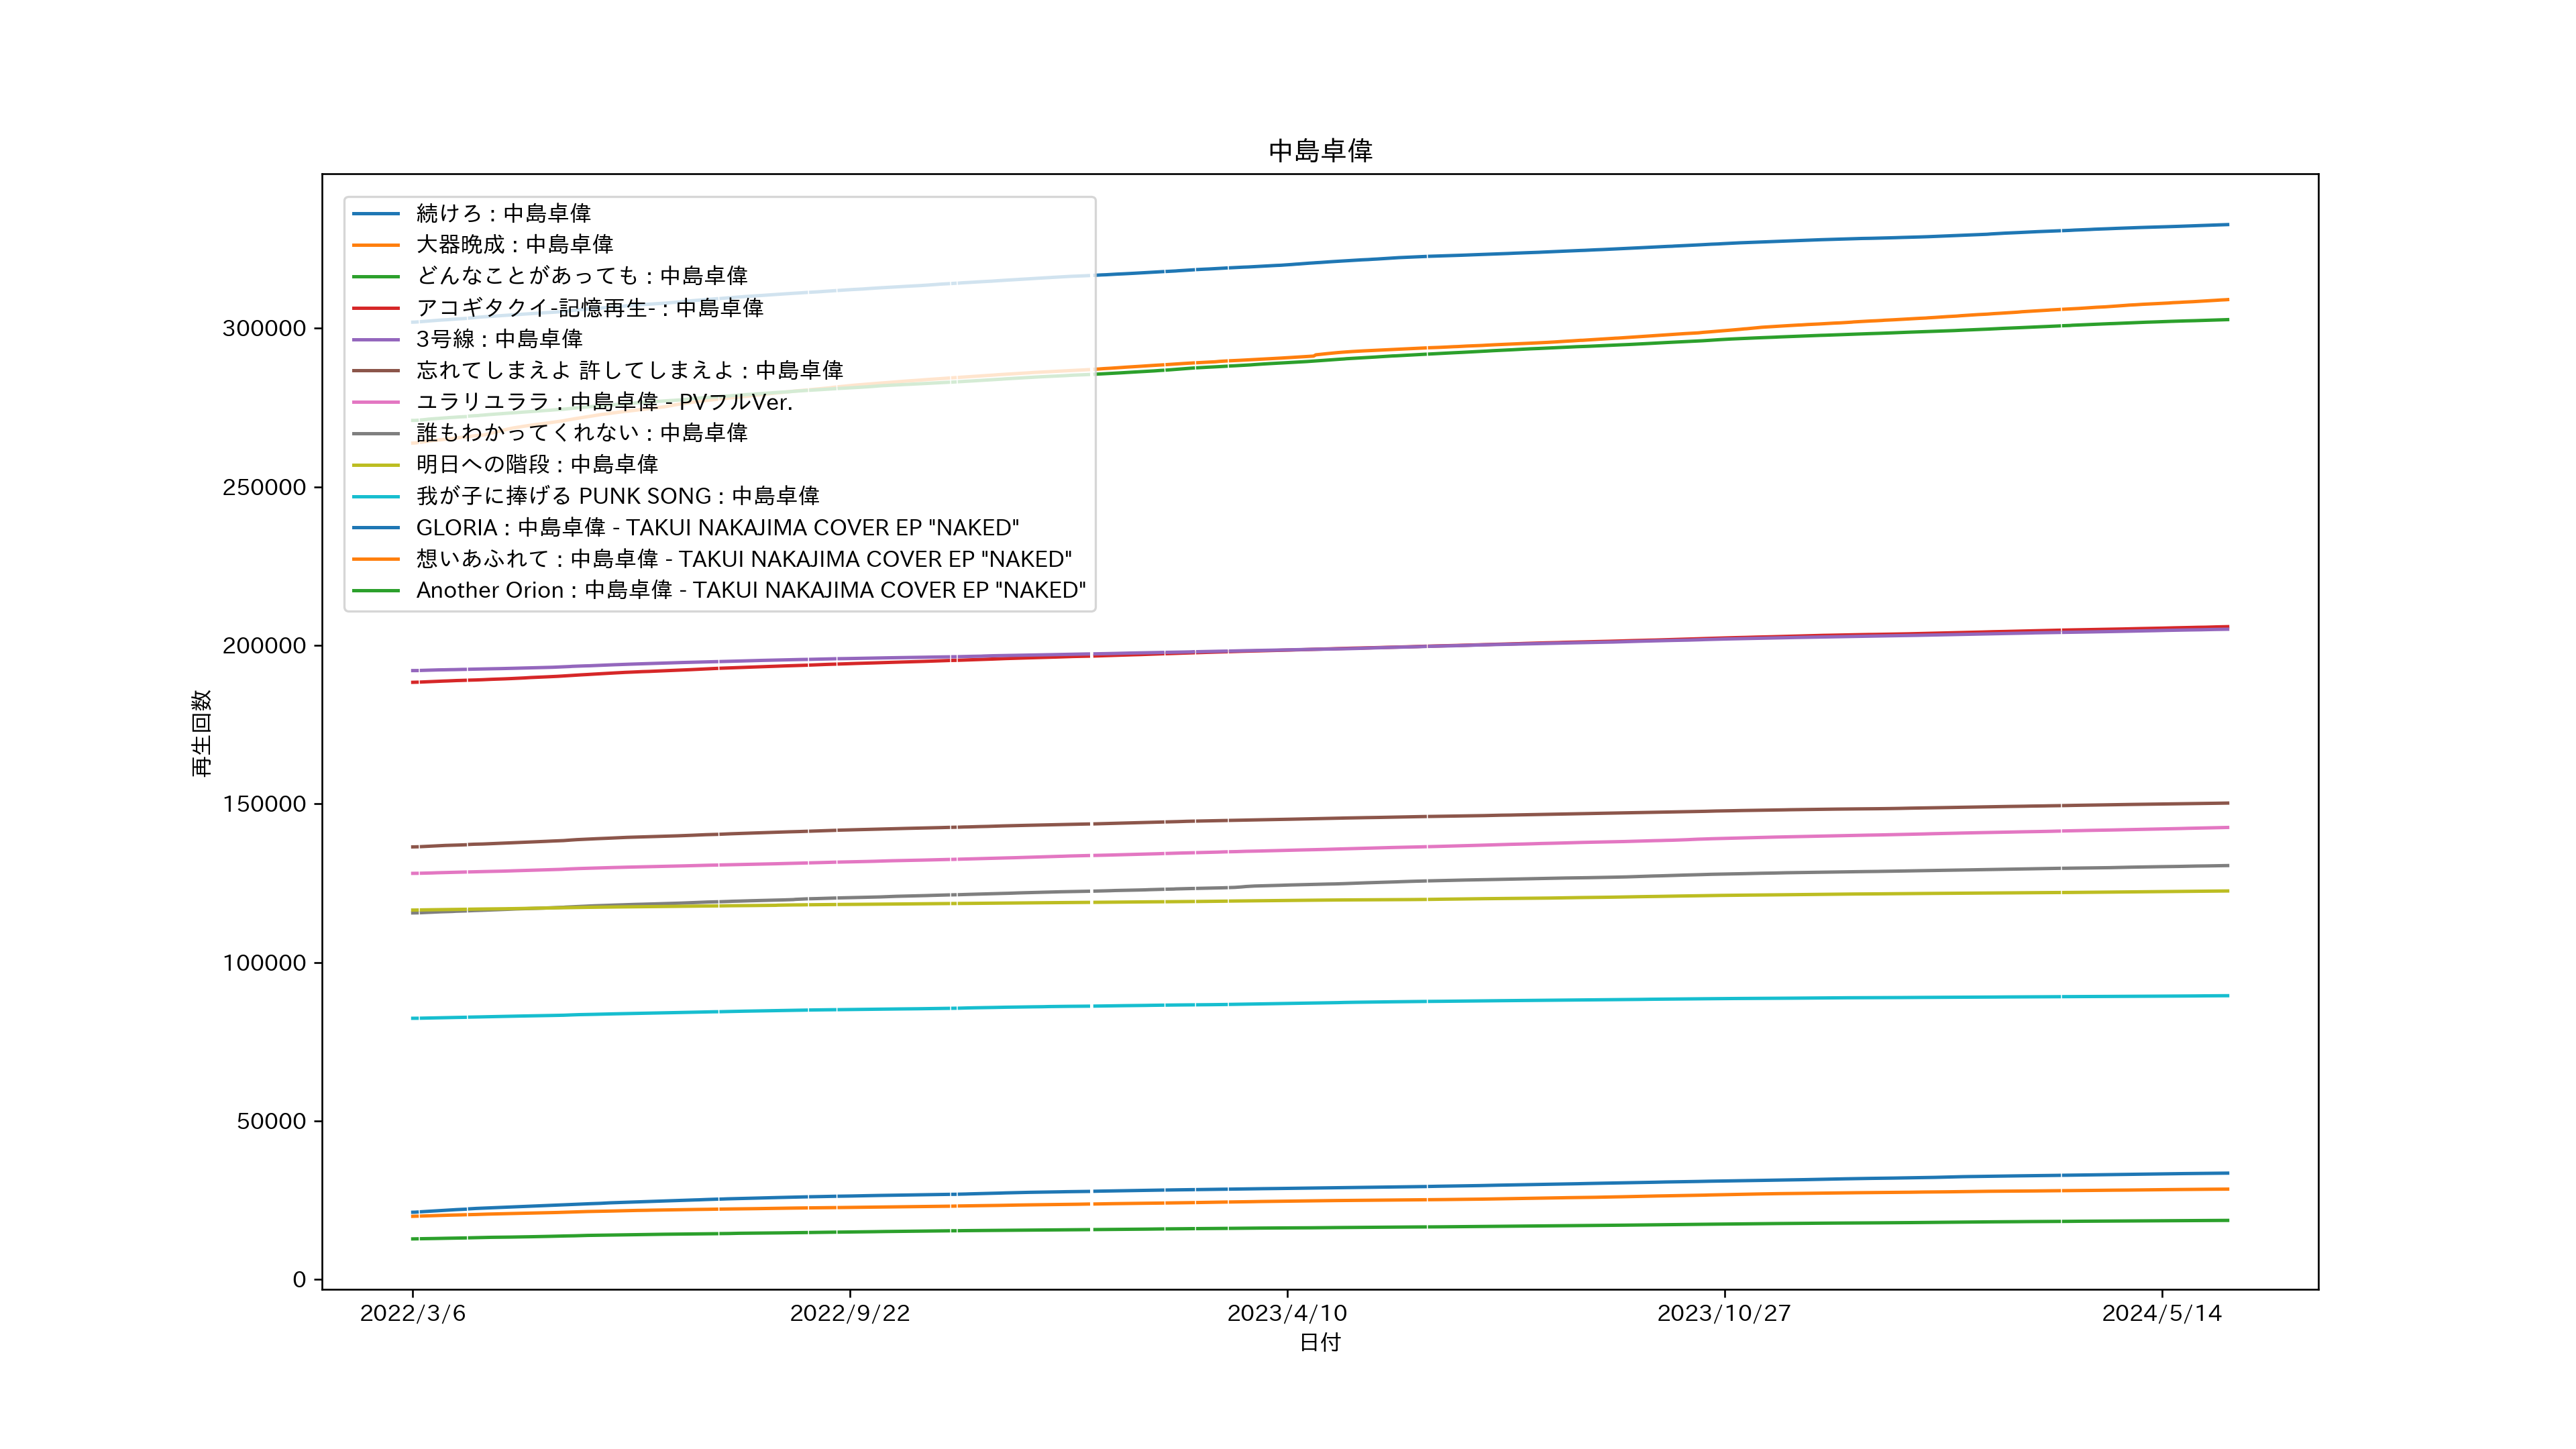 中島卓偉
続けろ : 中島卓偉
大器晩成 : 中島卓偉
どんなことがあっても : 中島卓偉
アコギタクイ-記憶再生- : 中島卓偉
3号線 : 中島卓偉
忘れてしまえよ 許してしまえよ : 中島卓偉
ユラリユララ : 中島卓偉 - PVフルVer.
誰もわかってくれない : 中島卓偉
明日への階段 : 中島卓偉
我が子に捧げる PUNK SONG : 中島卓偉
GLORIA : 中島卓偉 - TAKUI NAKAJIMA COVER EP "NAKED"
想いあふれて : 中島卓偉 - TAKUI NAKAJIMA COVER EP "NAKED"
Another Orion : 中島卓偉 - TAKUI NAKAJIMA COVER EP "NAKED"
300000
250000
200000
150000
100000
50000
0
再生回数
2022/3/6
2022/9/22
2023/4/10
2023/10/27
2024/5/14
日付